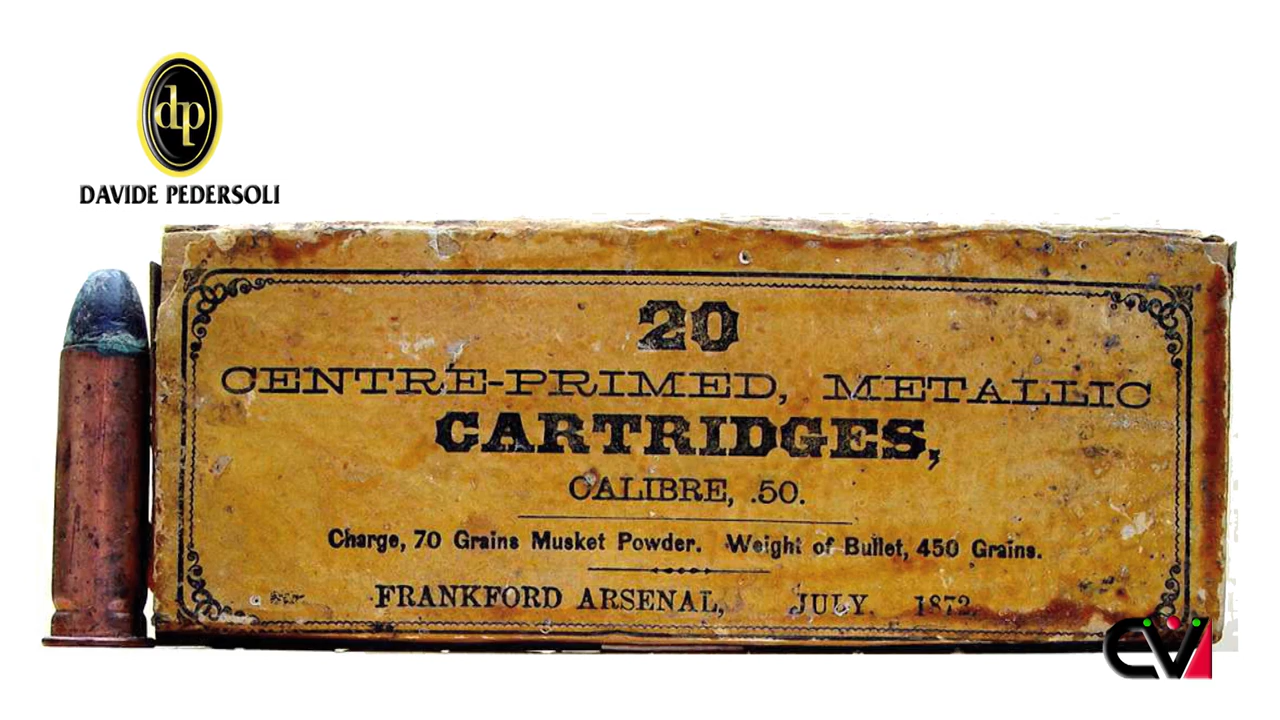 dp
DAVIDE PEDERSOLI
20
CENTRE-PRIMED, METALLIC
CARTRIDGES,
CALIBRE, .50.
Charge, 70 Grains Musket Powder. Weight of Bullet, 450 Grains.
FRANKFORD ARSENAL, JULY 1872.
CVI